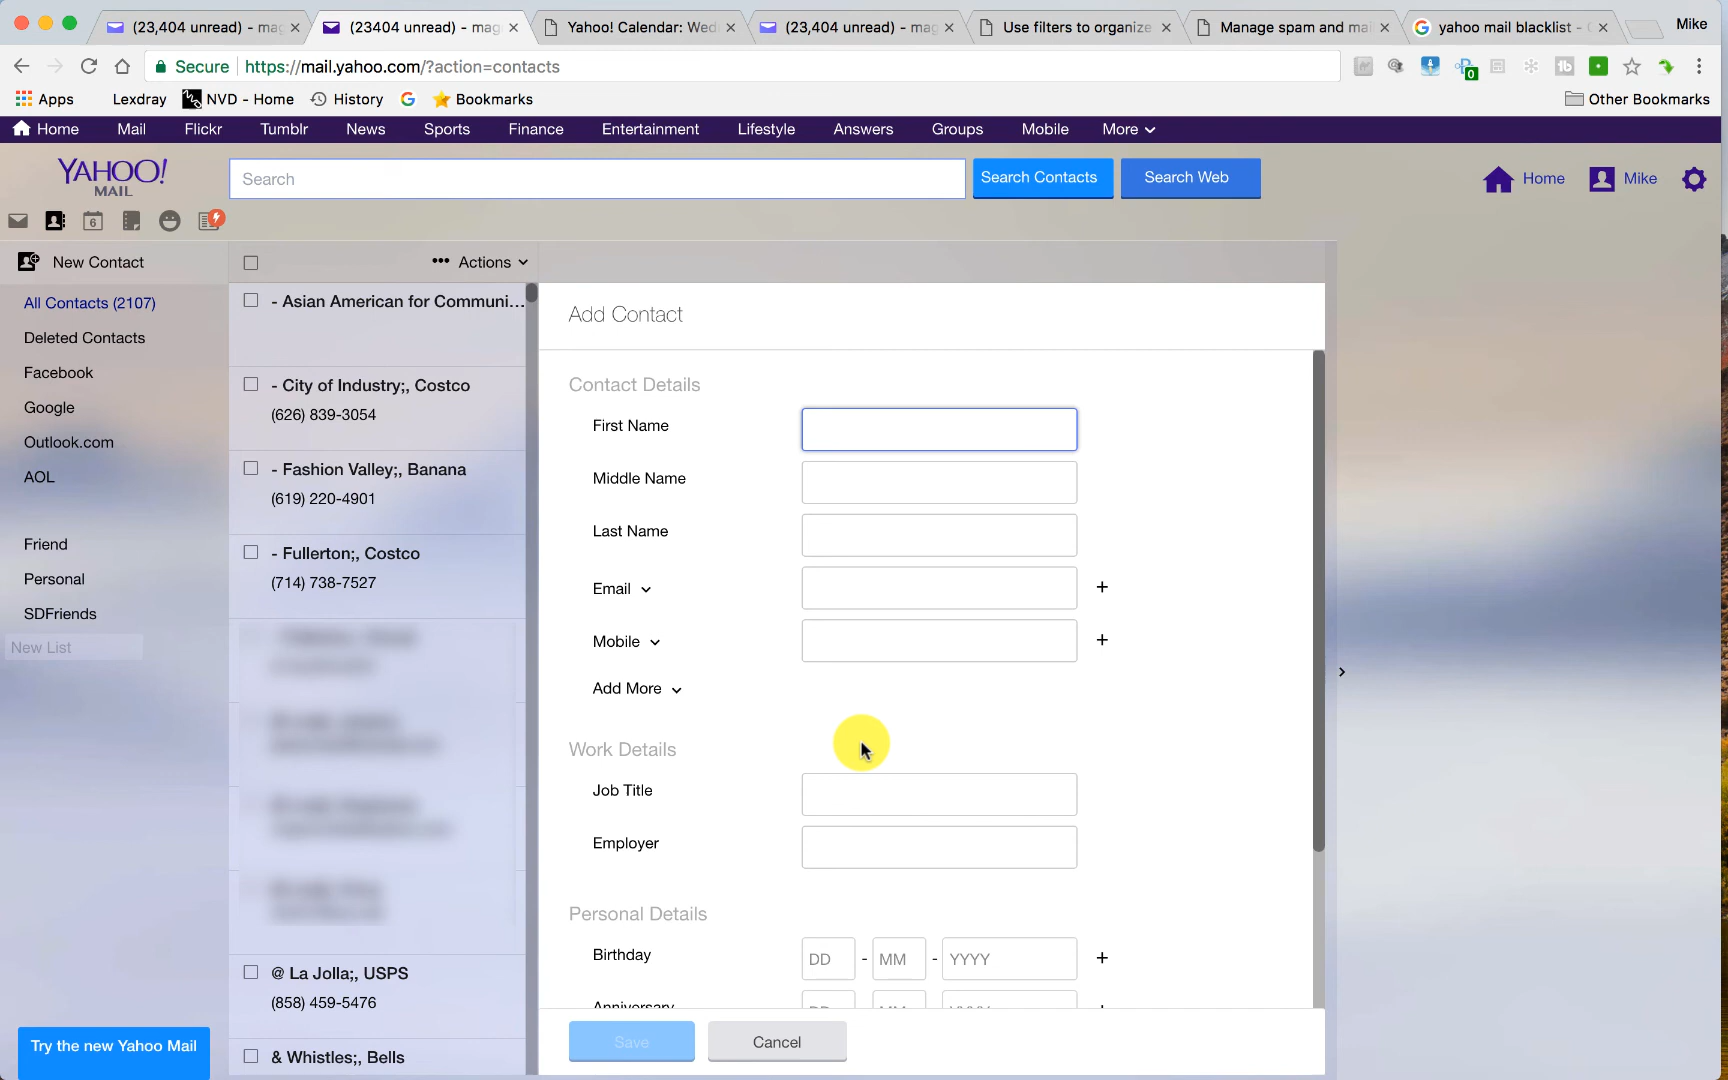 (23,404 unread) - mag
(23404 unread) - mag
Yahoo! Calendar: Wed
(23,404 unread) - ma
Use filters to organize
Manage spam and mai
yahoo mail blacklist -
Mike
Secure
https://mail.yahoo.com/?action=contacts
0
Apps
Lexdray
NVD - Home
History
Bookmarks
Other Bookmarks
Home
Mail
Flickr
Tumblr
News
Sports
Finance
Entertainment
Lifestyle
Answers
Groups
Mobile
More
YAHOO!
MAIL
Search
Search Contacts
Search Web
Home
Mike
6
New Contact
••• Actions
All Contacts (2107)
Deleted Contacts
Facebook
Google
Outlook.com
AOL
Friend
Personal
SDFriends
New List
Try the new Yahoo Mail
- Asian American for Communi...
- City of Industry;, Costco
(626) 839-3054
- Fashion Valley;, Banana
(619) 220-4901
- Fullerton;, Costco
(714) 738-7527
@ La Jolla;, USPS
(858) 459-5476
& Whistles;, Bells
Add Contact
Contact Details
First Name
Middle Name
Last Name
Email
+
Mobile
+
Add More
Work Details
Job Title
Employer
Personal Details
Birthday
DD - MM - YYYY +
Anniversary
Save
Cancel